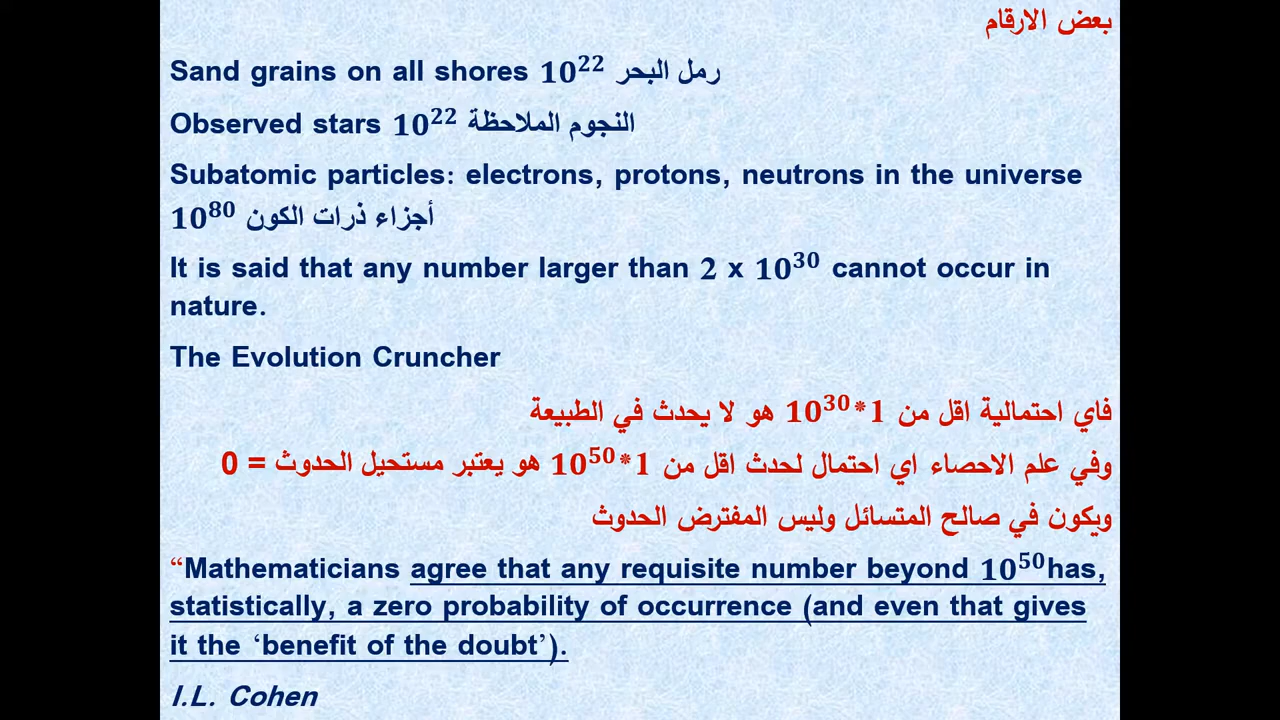 بعض الارقام
Sand grains on all shores 10²² رمل البحر
Observed stars 10²² النجوم الملاحظة
Subatomic particles: electrons, protons, neutrons in the universe
10⁸⁰ أجزاء ذرات الكون
It is said that any number larger than 2 x 10³⁰ cannot occur in
nature.
The Evolution Cruncher
فاي احتمالية اقل من 1*10³⁰ هو لا يحدث في الطبيعة
وفي علم الاحصاء اي احتمال لحدث اقل من 1*10⁵⁰ هو يعتبر مستحيل الحدوث = 0
ويكون في صالح المتسائل وليس المفترض الحدوث
“Mathematicians agree that any requisite number beyond 10⁵⁰has,
statistically, a zero probability of occurrence (and even that gives
it the ‘benefit of the doubt’).
I.L. Cohen